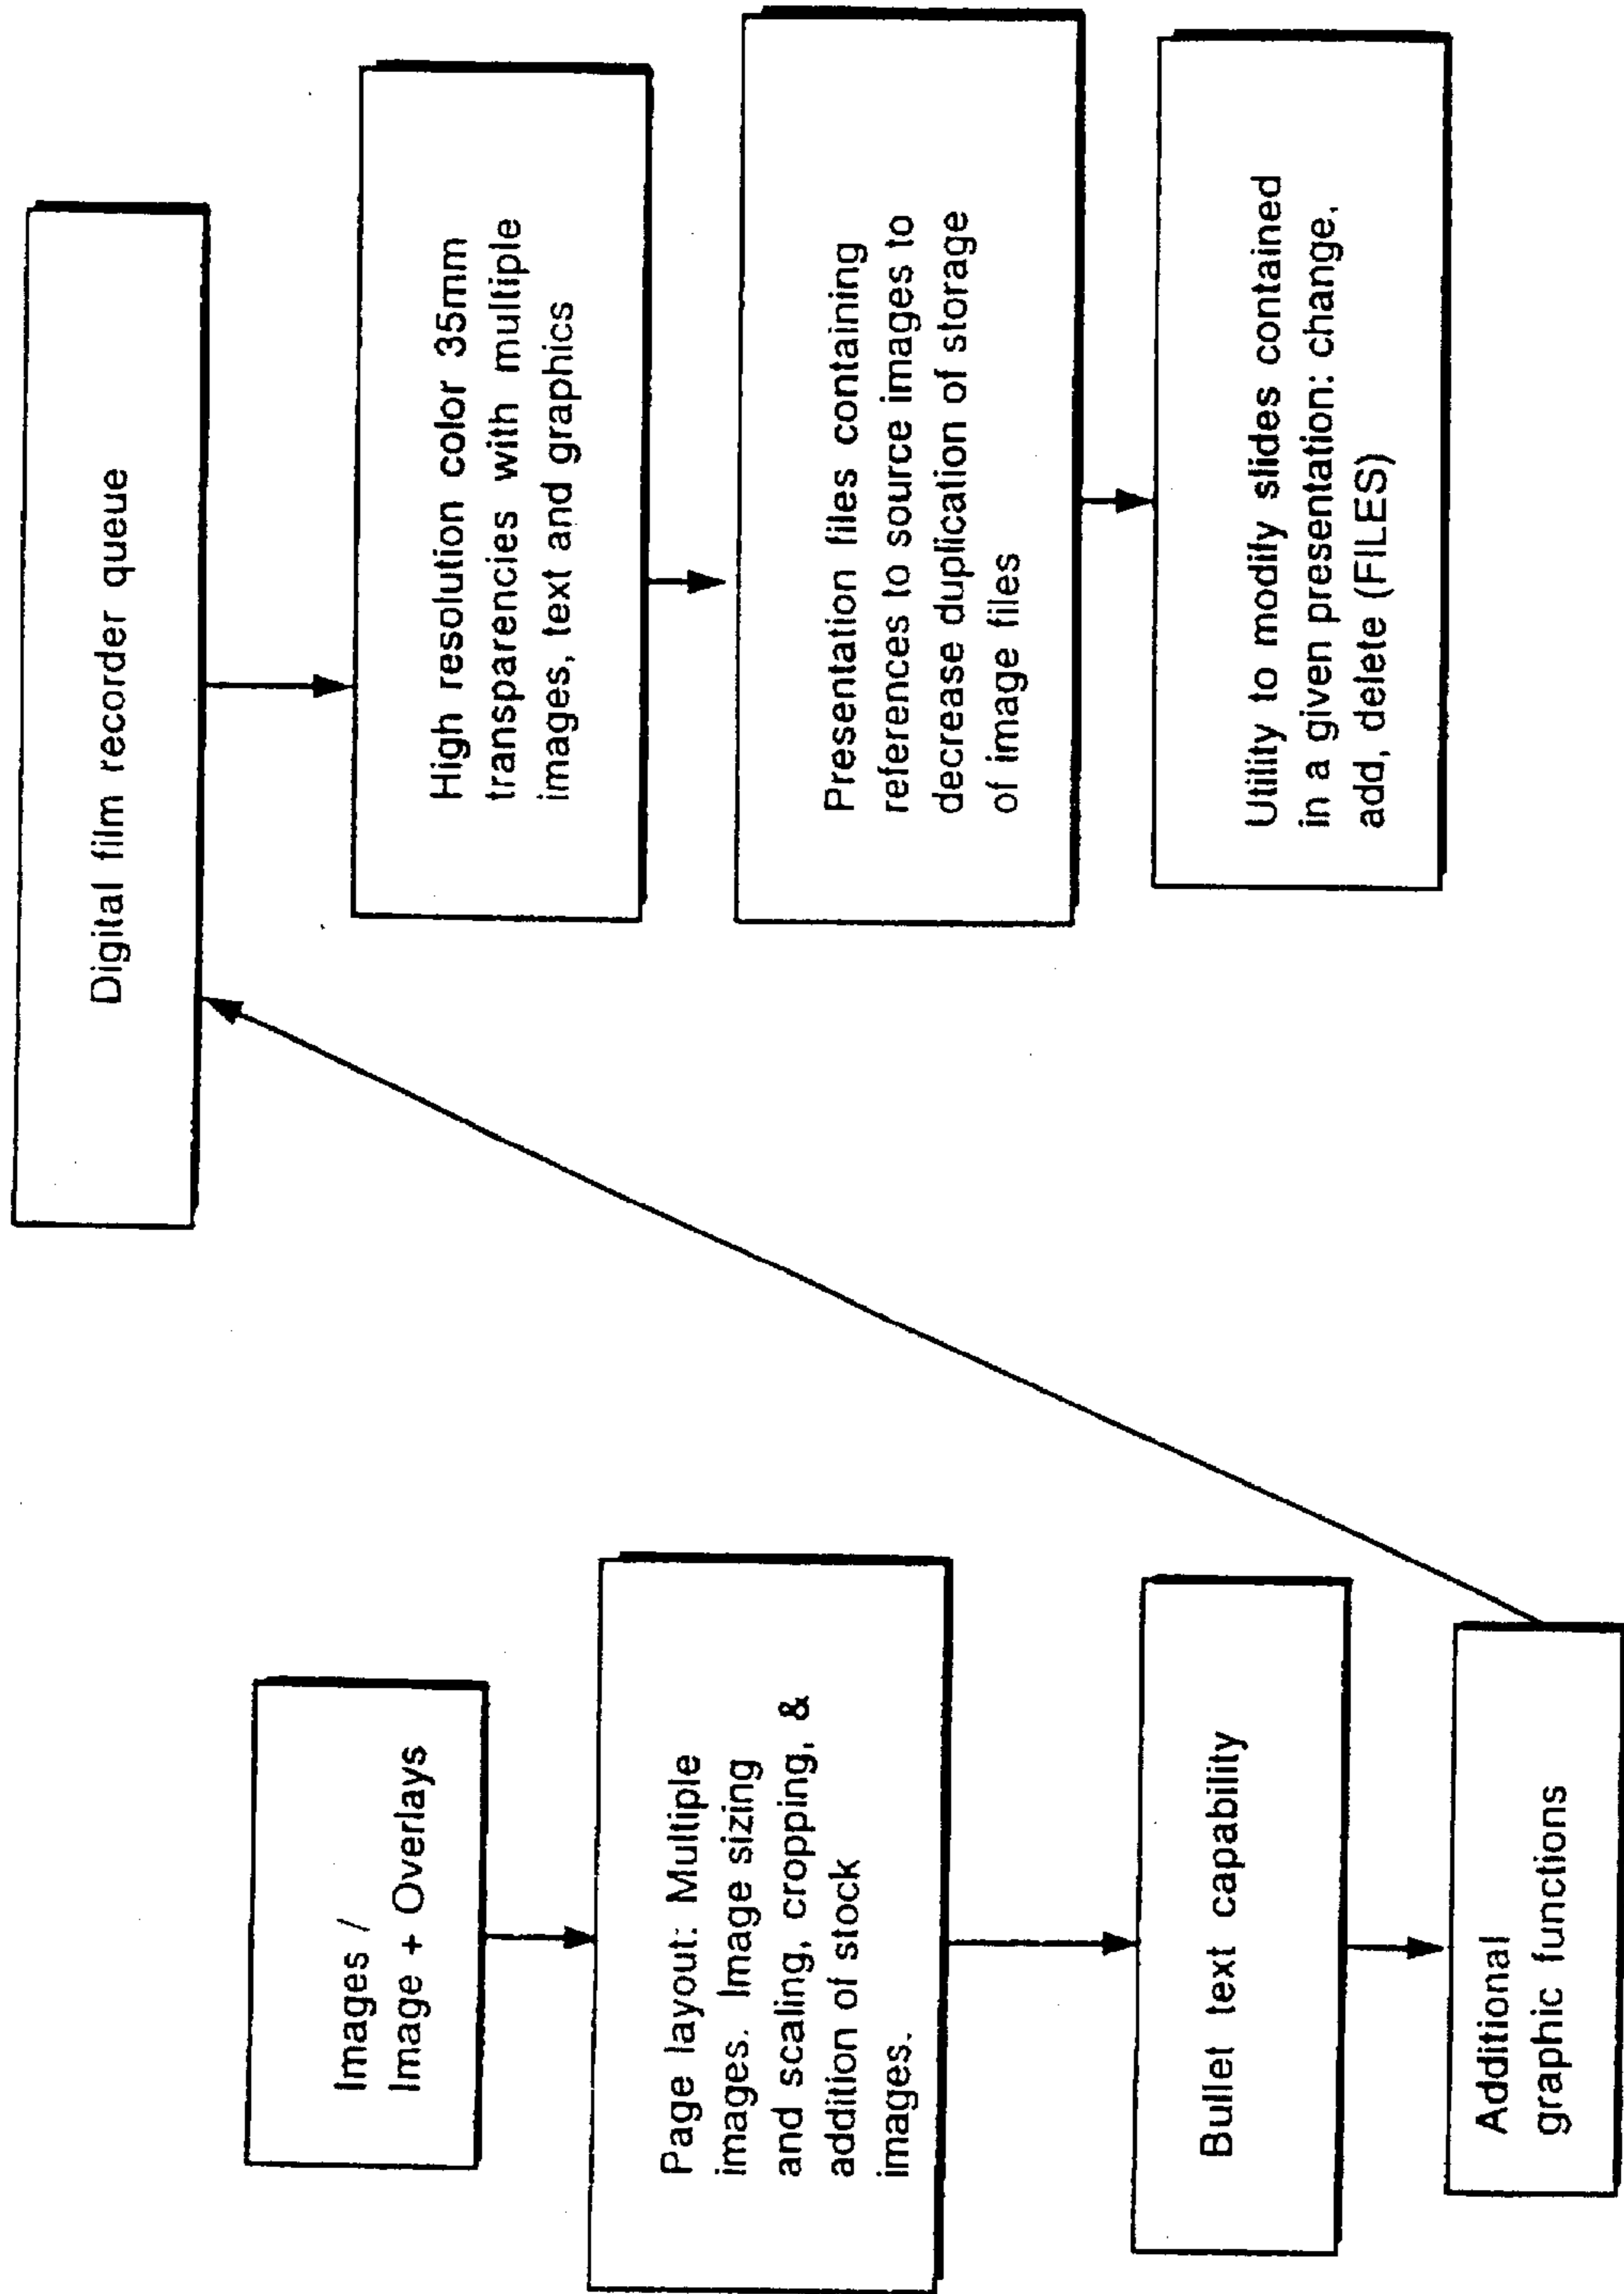 Images /
Image + Overlays
Page layout: Multiple
images. Image sizing
and scaling, cropping, &
addition of stock
images.
Bullet text capability
Additional
graphic functions
Digital film recorder queue
High resolution color 35mm
transparencies with multiple
images, text and graphics
Presentation files containing
references to source images to
decrease duplication of storage
of image files
Utility to modify slides contained
in a given presentation: change,
add, delete (FILES)